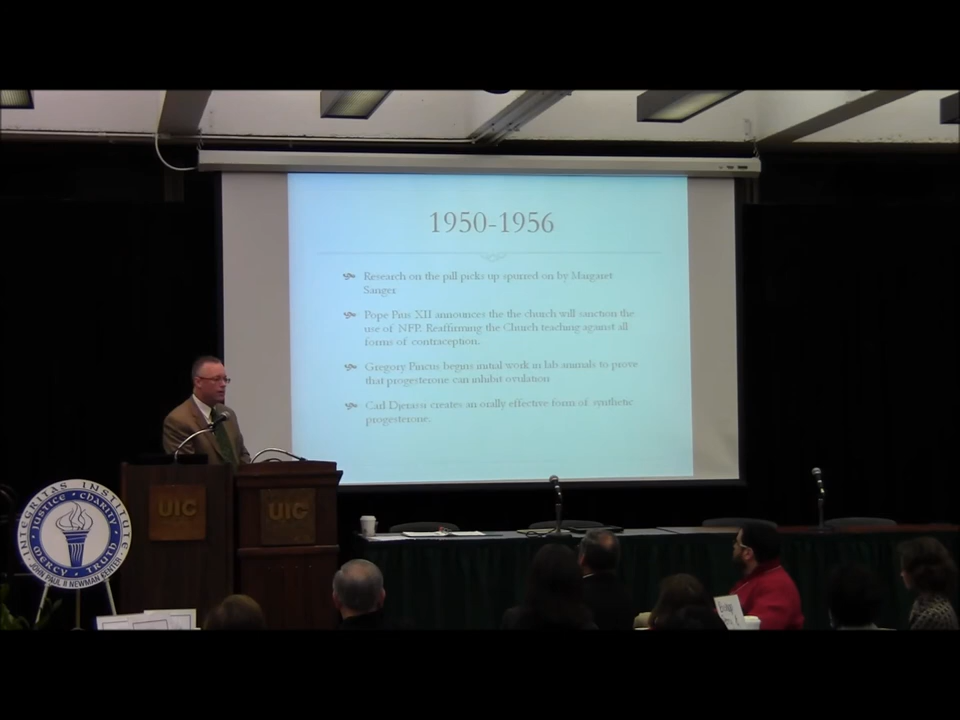 1950-1956
Research on the pill picks up spurred on by Margaret
Sanger
Pope Pius XII announces the the church will sanction the
use of NFP. Reaffirming the Church teaching against all
forms of contraception.
Gregory Pincus begins initial work in lab animals to prove
that progesterone can inhibit ovulation
Carl Djerassi creates an orally effective form of synthetic
progesterone.
UIC
UIC
INTEGRITAS INSTITUTE
JUSTICE · CHARITY
MERCY · TRUTH
JOHN PAUL II NEWMAN CENTER